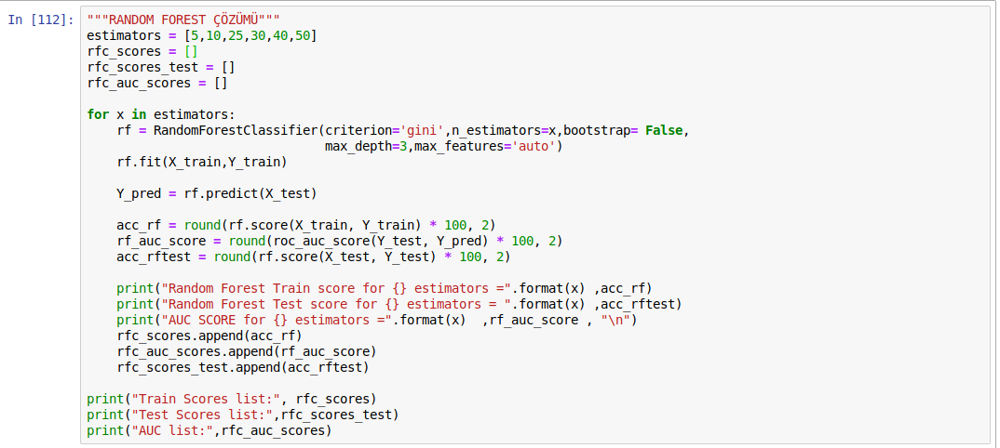 In [112]: """RANDOM FOREST ÇÖZÜMÜ"""
estimators = [5,10,25,30,40,50]
rfc_scores = []
rfc_scores_test = []
rfc_auc_scores = []

for x in estimators:
    rf = RandomForestClassifier(criterion='gini',n_estimators=x,bootstrap= False,
                                max_depth=3,max_features='auto')
    rf.fit(X_train,Y_train)

    Y_pred = rf.predict(X_test)

    acc_rf = round(rf.score(X_train, Y_train) * 100, 2)
    rf_auc_score = round(roc_auc_score(Y_test, Y_pred) * 100, 2)
    acc_rftest = round(rf.score(X_test, Y_test) * 100, 2)

    print("Random Forest Train score for {} estimators =".format(x) ,acc_rf)
    print("Random Forest Test score for {} estimators = ".format(x) ,acc_rftest)
    print("AUC SCORE for {} estimators =".format(x)  ,rf_auc_score , "\n")
    rfc_scores.append(acc_rf)
    rfc_auc_scores.append(rf_auc_score)
    rfc_scores_test.append(acc_rftest)

print("Train Scores list:", rfc_scores)
print("Test Scores list:",rfc_scores_test)
print("AUC list:",rfc_auc_scores)